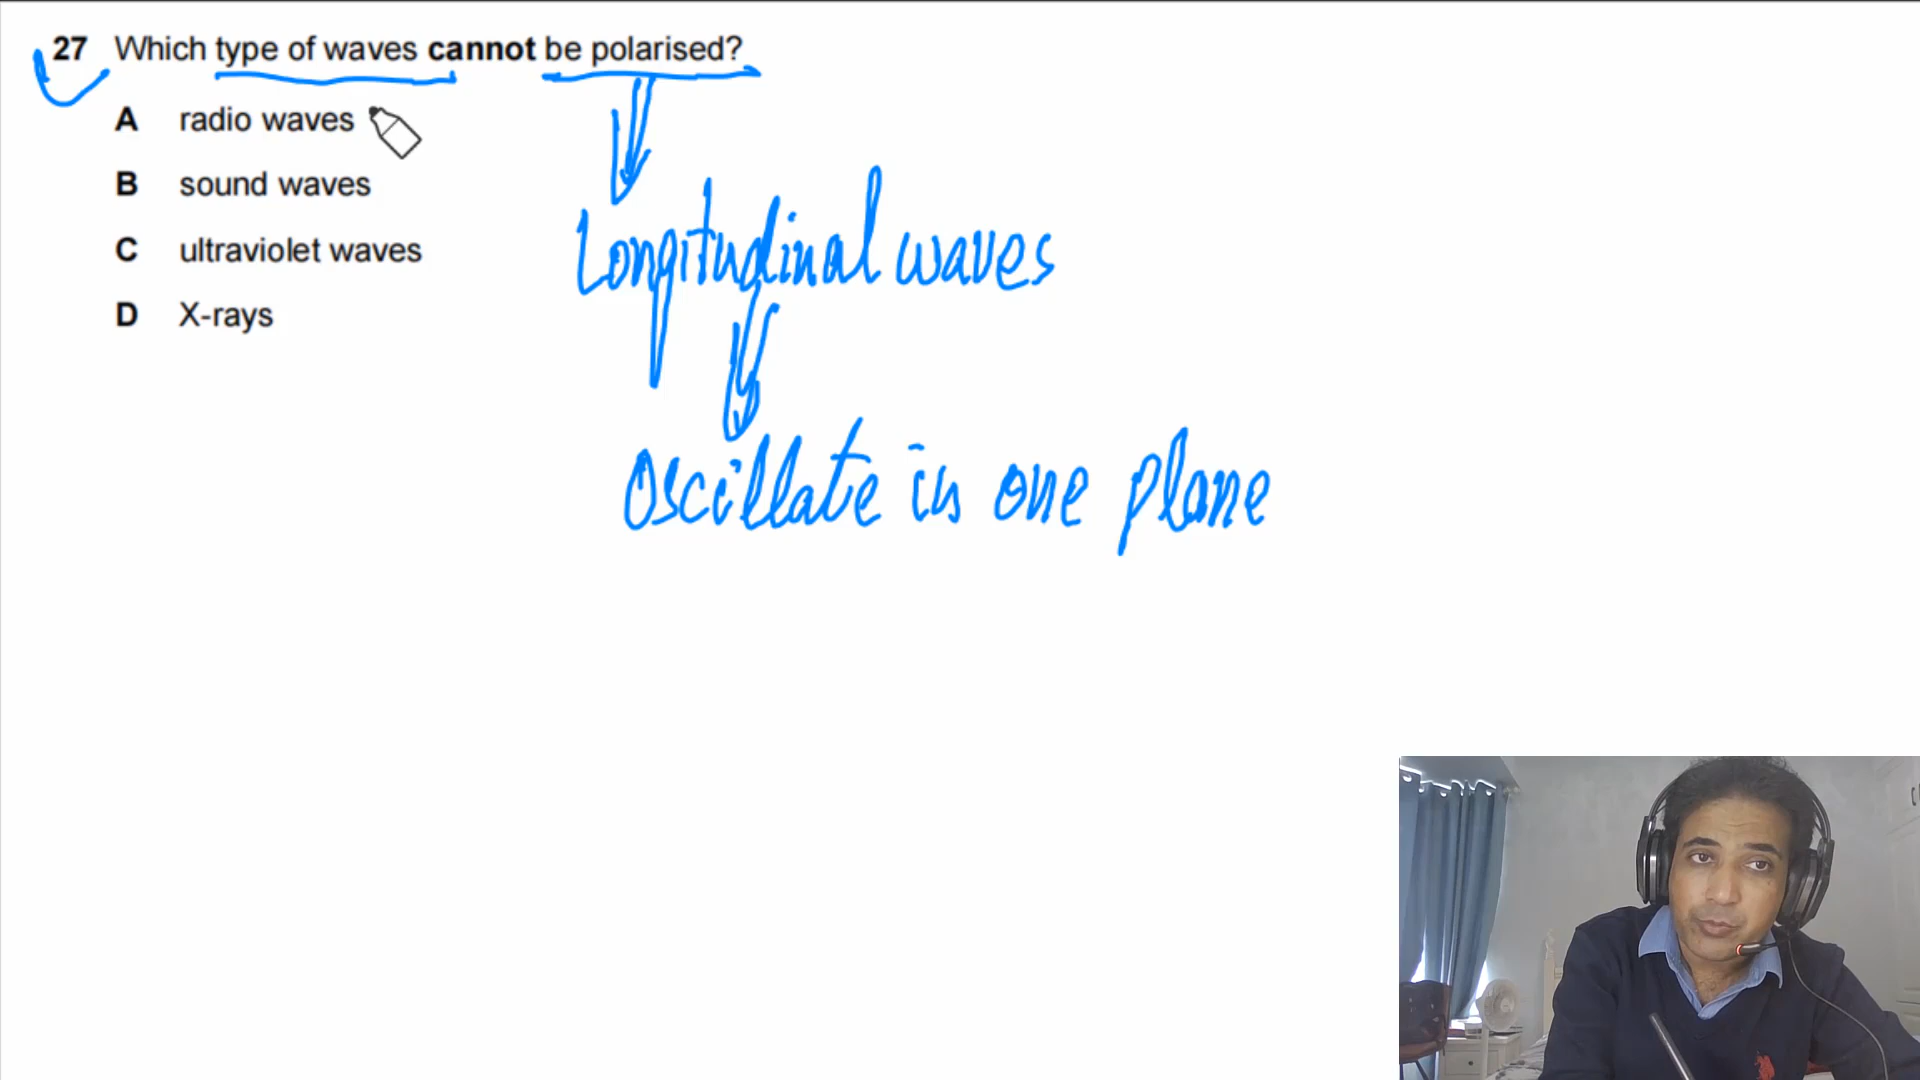 27 Which type of waves cannot be polarised?
A radio waves
B sound waves
C ultraviolet waves
D X-rays
Longitudinal waves
Oscillate in one plane